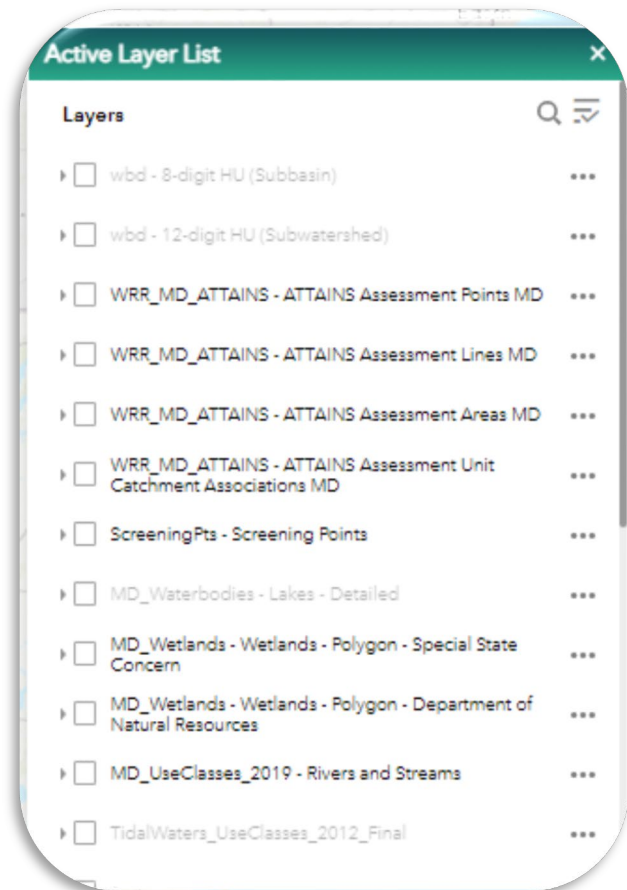 Active Layer List
Layers
wbd - 8-digit HU (Subbasin)
wbd - 12-digit HU (Subwatershed)
WRR_MD_ATTAINS - ATTAINS Assessment Points MD
WRR_MD_ATTAINS - ATTAINS Assessment Lines MD
WRR_MD_ATTAINS - ATTAINS Assessment Areas MD
WRR_MD_ATTAINS - ATTAINS Assessment Unit
Catchment Associations MD
ScreeningPts - Screening Points
MD_Waterbodies - Lakes - Detailed
MD_Wetlands - Wetlands - Polygon - Special State
Concern
MD_Wetlands - Wetlands - Polygon - Department of
Natural Resources
MD_UseClasses_2019 - Rivers and Streams
TidalWaters_UseClasses_2012_Final